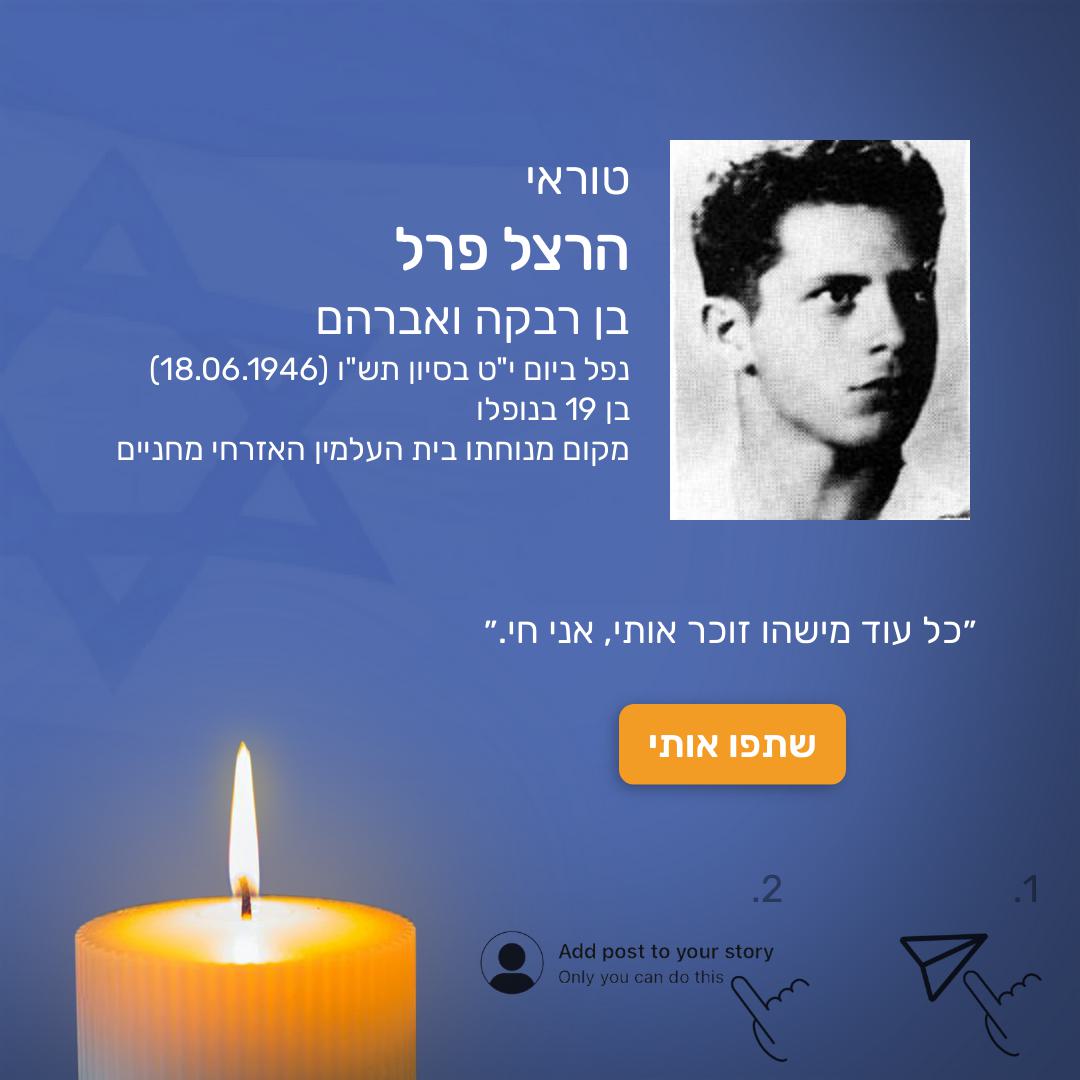 טוראי
הרצל פרל
בן רבקה ואברהם
נפל ביום י"ט בסיון תש"ו (18.06.1946)
בן 19 בנופלו
מקום מנוחתו בית העלמין האזרחי מחניים
״כל עוד מישהו זוכר אותי, אני חי.״
שתפו אותי
1.
2.
Add post to your story
Only you can do this